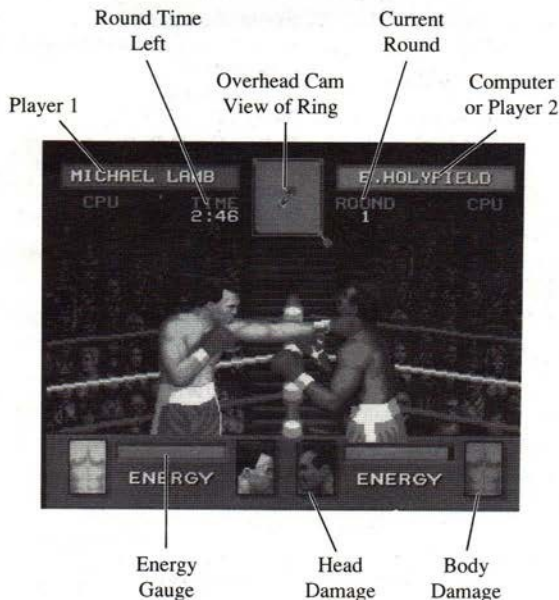 Round Time
Left
Current
Round
Overhead Cam
View of Ring
Player 1
Computer
or Player 2
MICHAEL LAMB
E.HOLYFIELD
CPU TIME ROUND CPU
2:46 1
ENERGY ENERGY
Energy
Gauge
Head
Damage
Body
Damage